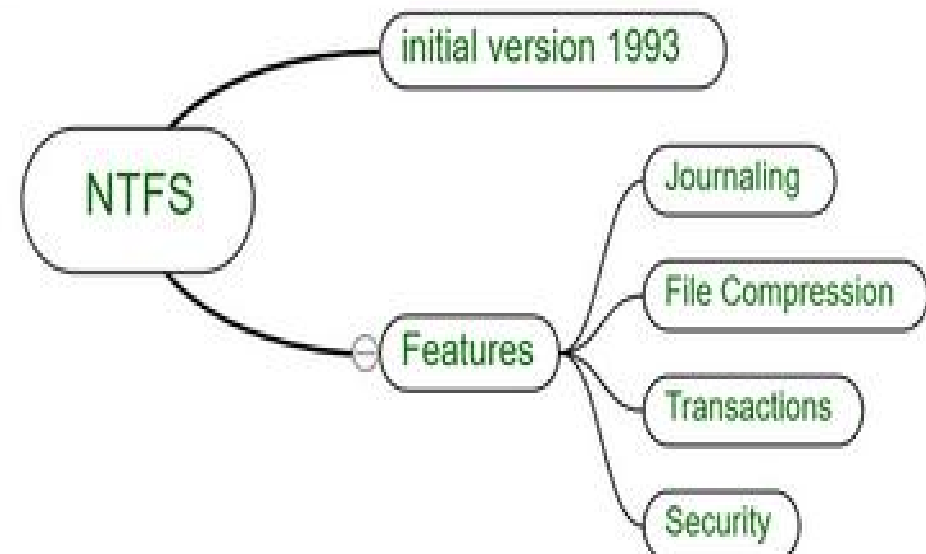 initial version 1993
NTFS
Journaling
File Compression
Features
Transactions
Security